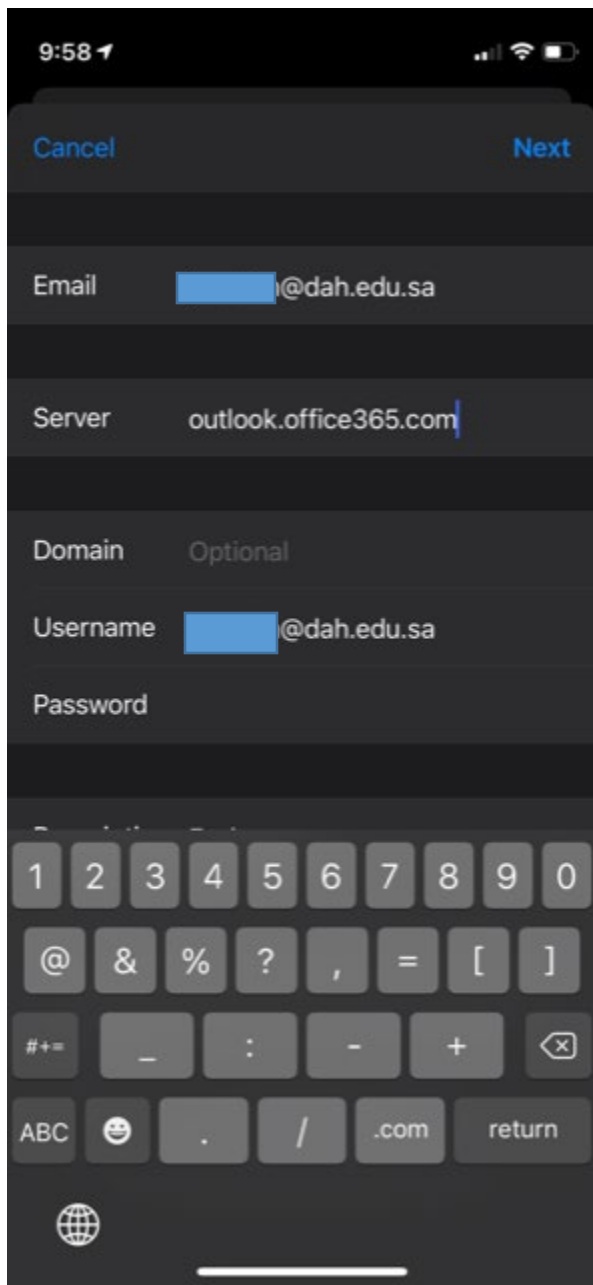 9:58
Cancel Next
Email @dah.edu.sa
Server outlook.office365.com
Domain Optional
Username @dah.edu.sa
Password
1 2 3 4 5 6 7 8 9 0
@ & % ? , = [ ]
#+= _ : - +
ABC . / .com return